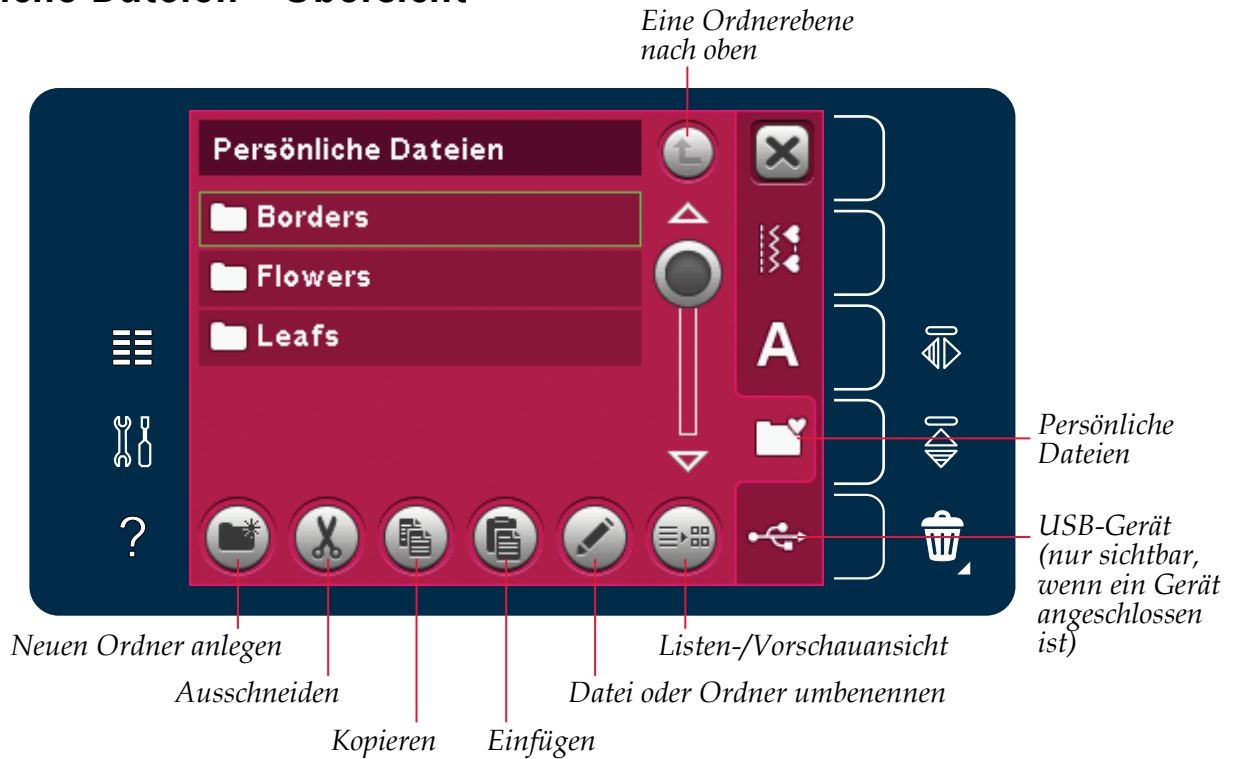 Eine Ordnerebene
nach oben
Persönliche Dateien
Borders
Flowers
Leafs
A
?
Persönliche
Dateien
USB-Gerät
(nur sichtbar,
wenn ein Gerät
angeschlossen
ist)
Neuen Ordner anlegen
Listen-/Vorschauansicht
Ausschneiden
Datei oder Ordner umbenennen
Kopieren
Einfügen